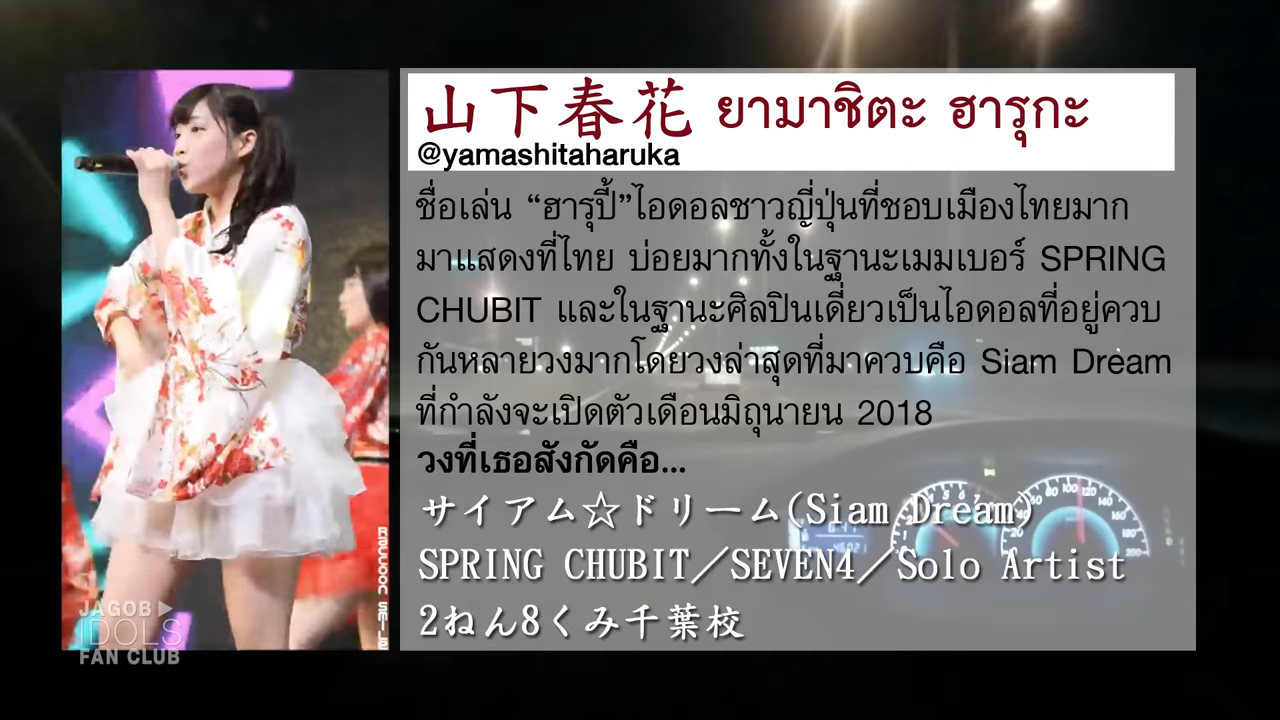 山下春花 ยามาชิตะ ฮารุกะ
@yamashitaharuka
ชื่อเล่น “ฮารุปี้”ไอดอลชาวญี่ปุ่นที่ชอบเมืองไทยมาก
มาแสดงที่ไทย บ่อยมากทั้งในฐานะเมมเบอร์ SPRING
CHUBIT และในฐานะศิลปินเดี่ยวเป็นไอดอลที่อยู่ควบ
กันหลายวงมากโดยวงล่าสุดที่มาควบคือ Siam Dream
ที่กำลังจะเปิดตัวเดือนมิถุนายน 2018
วงที่เธอสังกัดคือ...
サイアム☆ドリーム(Siam Dream)
SPRING CHUBIT／SEVEN4／Solo Artist
2ねん8くみ千葉校
Raccoon Smile
JAGOB
IDOLS
FAN CLUB